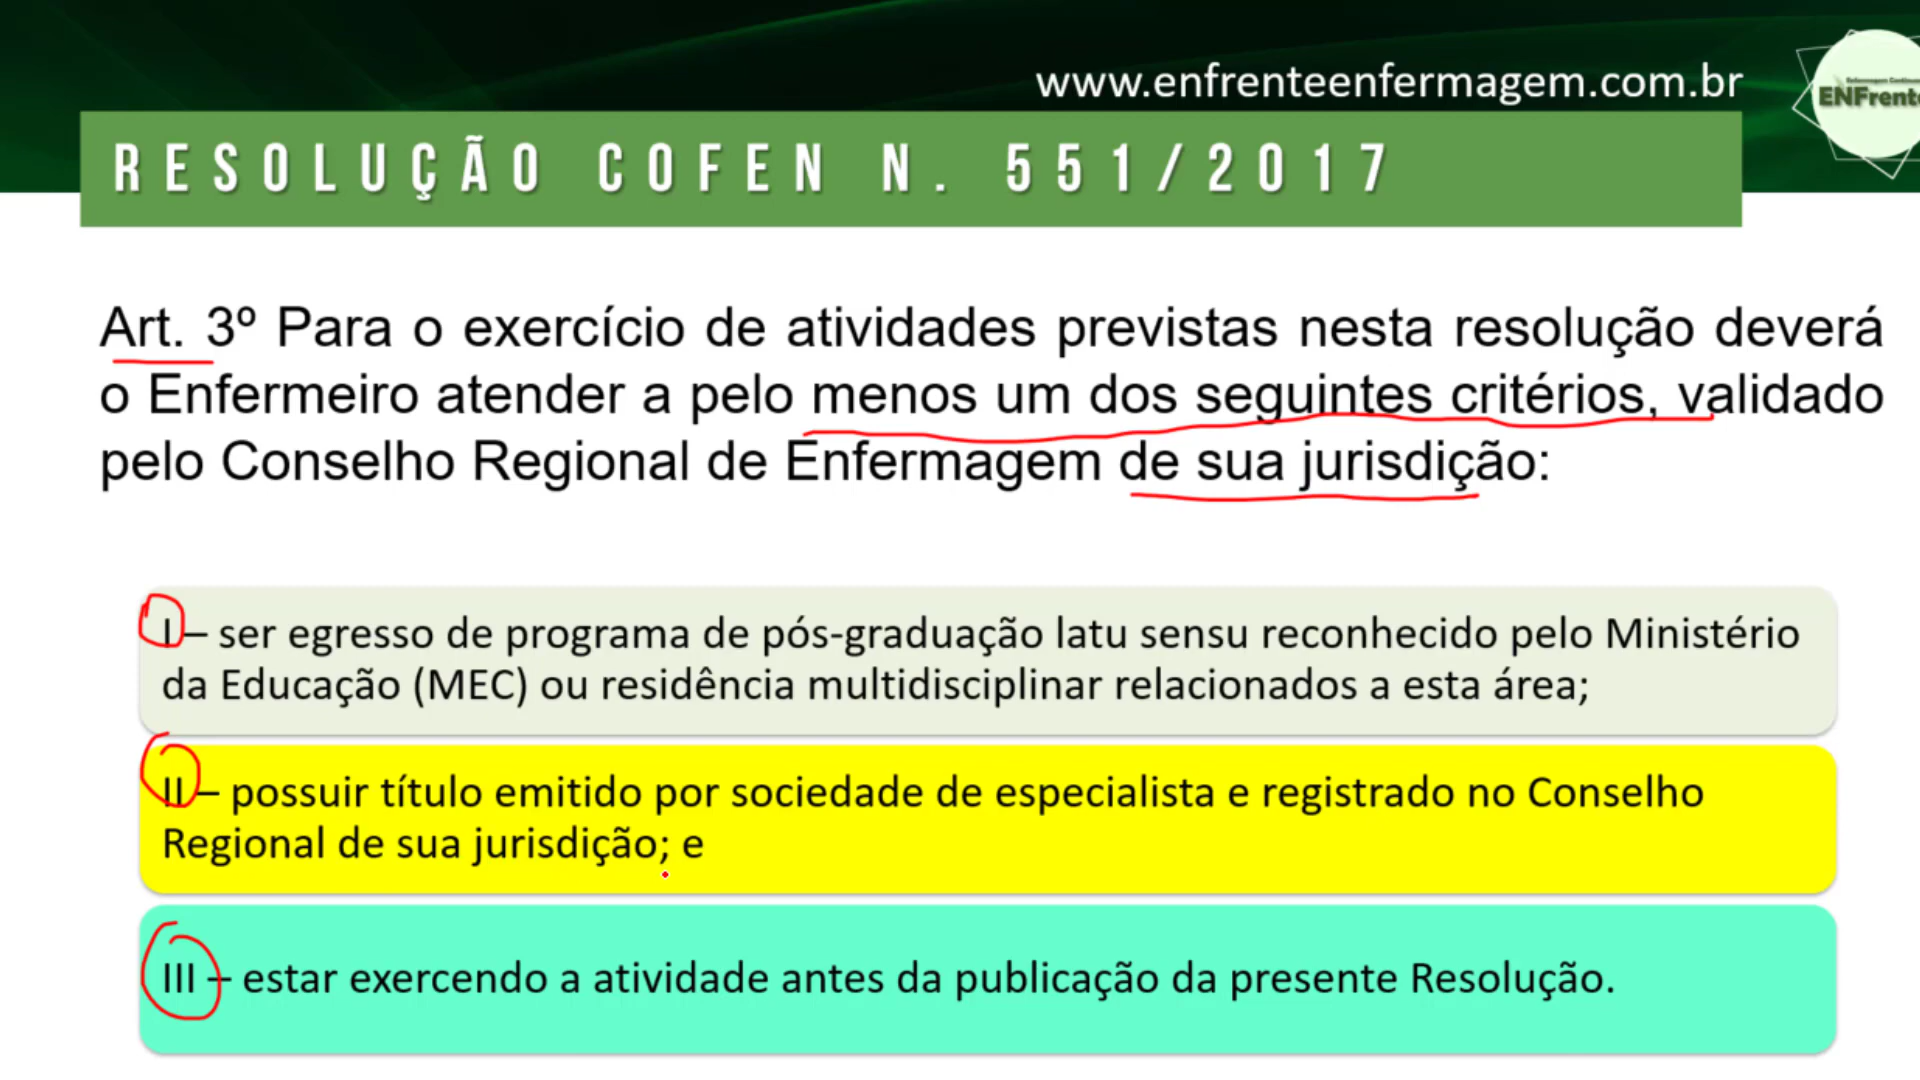 www.enfrenteenfermagem.com.br
ENFrente
RESOLUÇÃO COFEN N. 551/2017
Art. 3º Para o exercício de atividades previstas nesta resolução deverá
o Enfermeiro atender a pelo menos um dos seguintes critérios, validado
pelo Conselho Regional de Enfermagem de sua jurisdição:
I – ser egresso de programa de pós-graduação latu sensu reconhecido pelo Ministério
da Educação (MEC) ou residência multidisciplinar relacionados a esta área;
II – possuir título emitido por sociedade de especialista e registrado no Conselho
Regional de sua jurisdição; e
III – estar exercendo a atividade antes da publicação da presente Resolução.